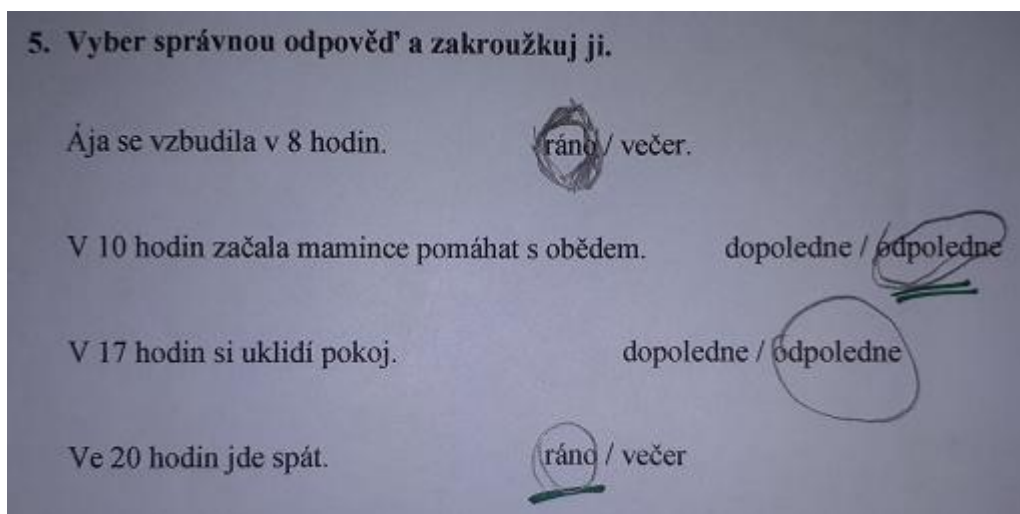 5. Vyber správnou odpověď a zakroužkuj ji.
Ája se vzbudila v 8 hodin. ráno / večer.
V 10 hodin začala mamince pomáhat s obědem. dopoledne / odpoledne
V 17 hodin si uklidí pokoj. dopoledne / odpoledne
Ve 20 hodin jde spát. ráno / večer